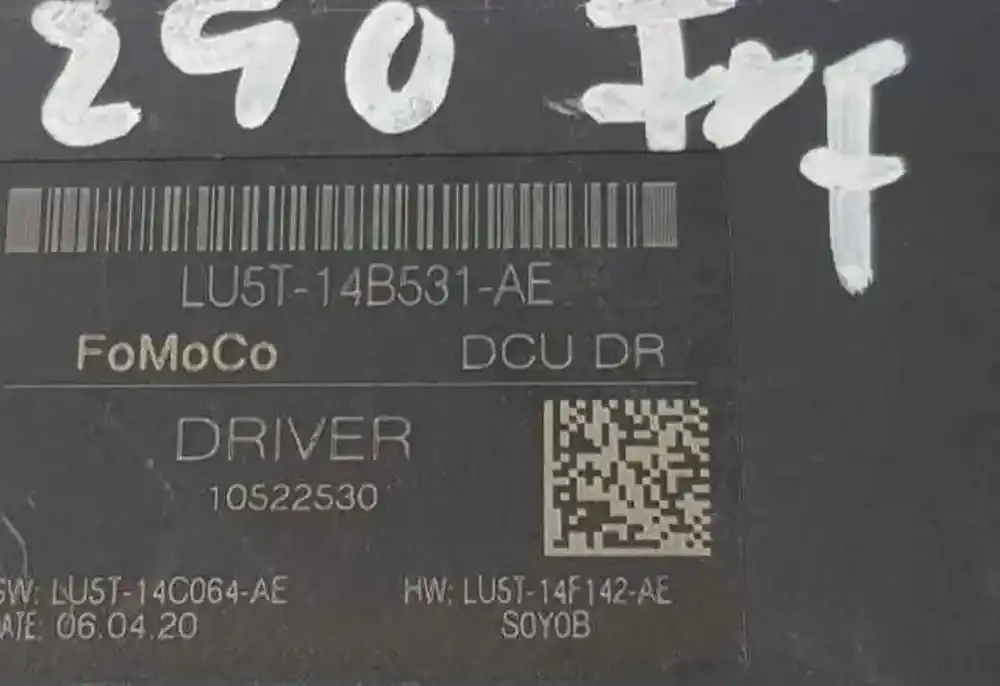 290
LU5T-14B531-AE
FoMoCo DCU DR
DRIVER
10522530
SW: LU5T-14C064-AE HW: LU5T-14F142-AE
DATE: 06.04.20 S0Y0B